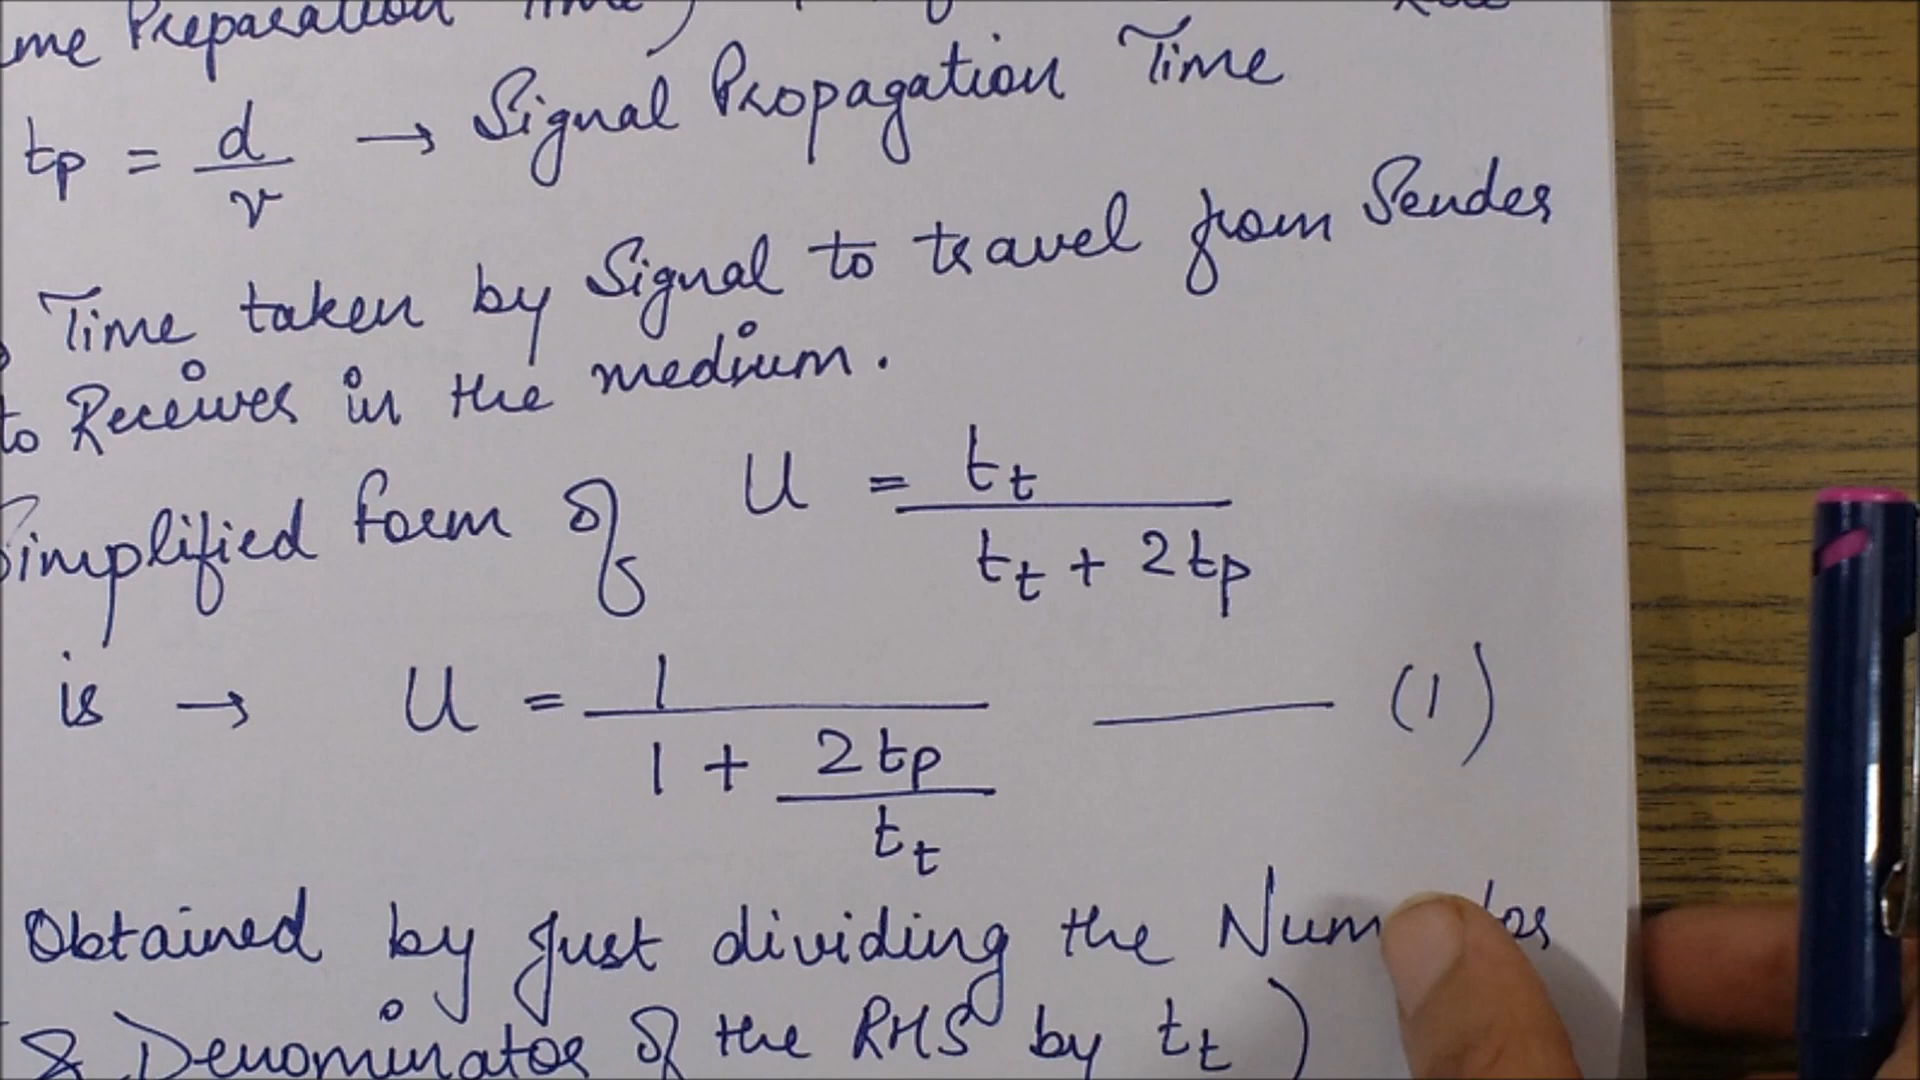 me Preparation Time)
tp = d/v → Signal Propagation Time
Time taken by Signal to travel from Sender
to Receiver in the medium.
Simplified form of U = tt / (tt + 2tp)
is → U = 1 / (1 + 2tp/tt) —— (1)
Obtained by just dividing the
& Denominator of the RHS by tt)